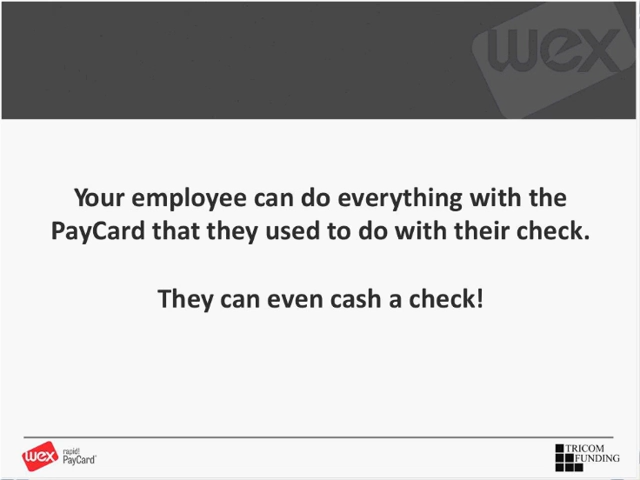 wex
Your employee can do everything with the
PayCard that they used to do with their check.
They can even cash a check!
wex rapid! PayCard
TRICOM
FUNDING